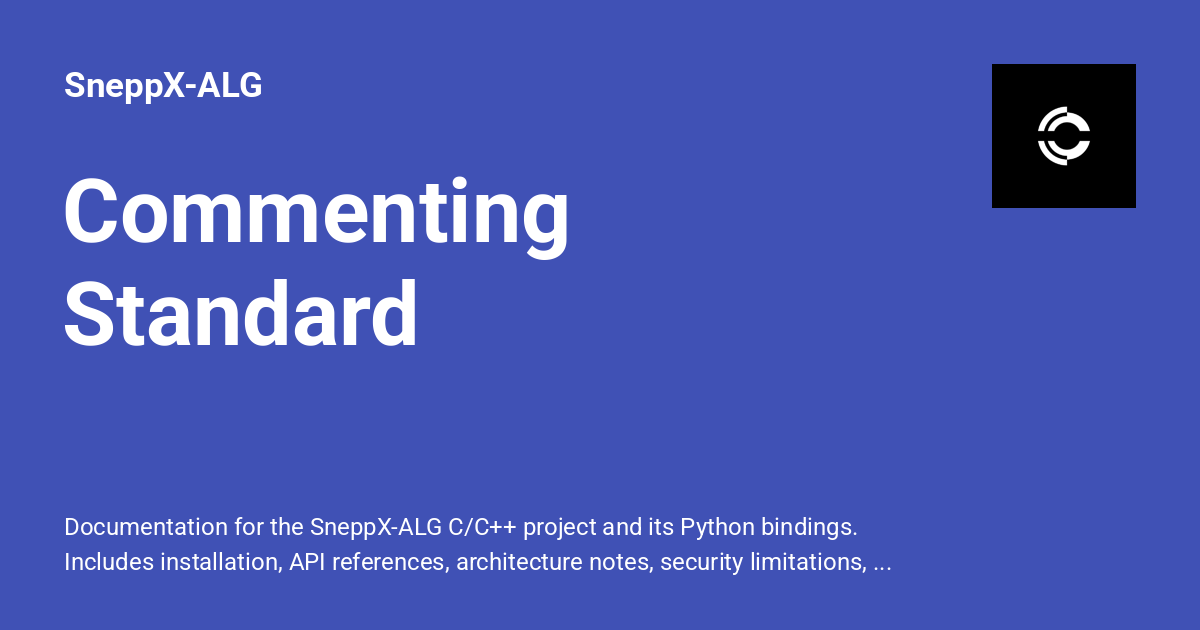 SneppX-ALG
Commenting
Standard
Documentation for the SneppX-ALG C/C++ project and its Python bindings.
Includes installation, API references, architecture notes, security limitations, ...